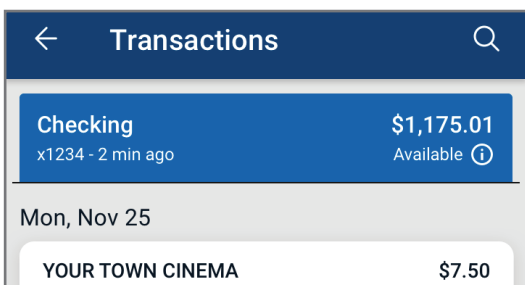 Transactions
Checking $1,175.01
x1234 - 2 min ago Available
Mon, Nov 25
YOUR TOWN CINEMA $7.50